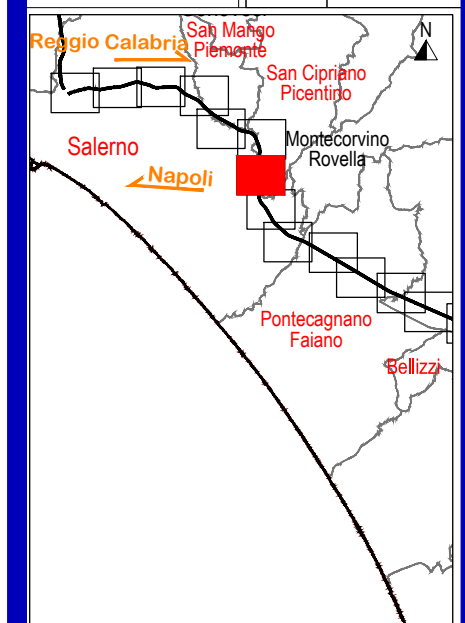 San Mango
Piemonte
Reggio Calabria
N
San Cipriano
Picentino
Montecorvino
Rovella
Salerno
Napoli
Pontecagnano
Faiano
Bellizzi